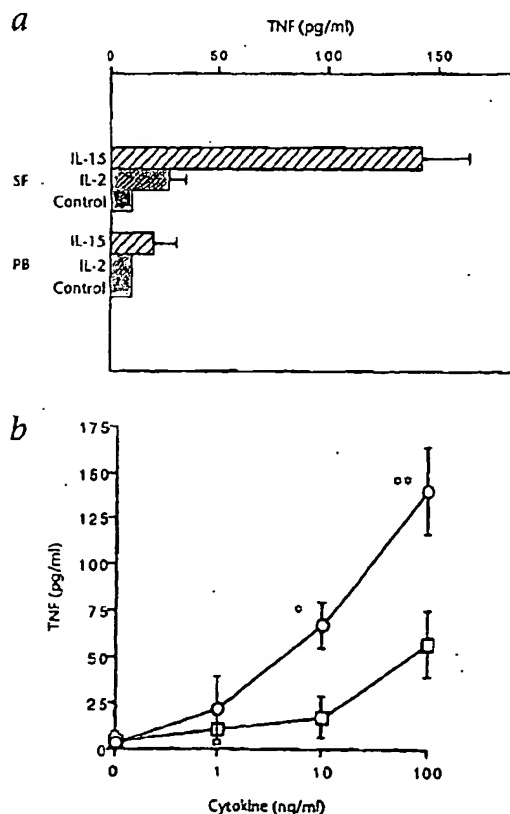 a
TNF (pg/ml)
0 50 100 150
IL-15
SF IL-2
Control
IL-15
PB IL-2
Control
b
175
150
125
75
50
25
0
TNF (pg/ml)
*
**
0 1 10 100
Cytokine (ng/ml)